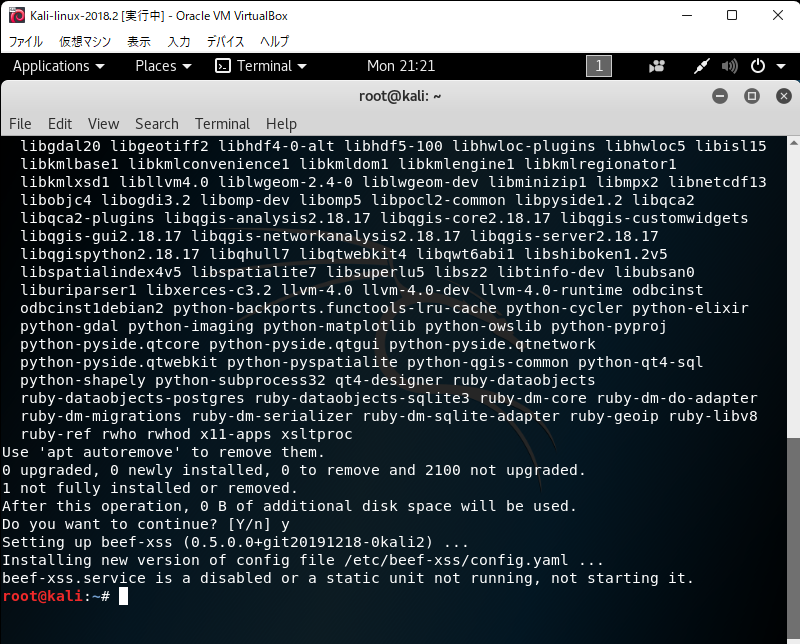 Kali-linux-2018.2 [実行中] - Oracle VM VirtualBox
ファイル 仮想マシン 表示 入力 デバイス ヘルプ
Applications Places Terminal Mon 21:21 1
root@kali: ~
File Edit View Search Terminal Help
libgdal20 libgeotiff2 libhdf4-0-alt libhdf5-100 libhwloc-plugins libhwloc5 libisl15
libkmlbase1 libkmlconvenience1 libkmldom1 libkmlengine1 libkmlregionator1
libkmlxsd1 libllvm4.0 liblwgeom-2.4-0 liblwgeom-dev libminizip1 libmpx2 libnetcdf13
libobjc4 libogdi3.2 libomp-dev libomp5 libpocl2-common libpyside1.2 libqca2
libqca2-plugins libqgis-analysis2.18.17 libqgis-core2.18.17 libqgis-customwidgets
libqgis-gui2.18.17 libqgis-networkanalysis2.18.17 libqgis-server2.18.17
libqgispython2.18.17 libqhull7 libqtwebkit4 libqwt6abi1 libshiboken1.2v5
libspatialindex4v5 libspatialite7 libsuperlu5 libsz2 libtinfo-dev libubsan0
liburiparser1 libxerces-c3.2 llvm-4.0 llvm-4.0-dev llvm-4.0-runtime odbcinst
odbcinst1debian2 python-backports.functools-lru-cache python-cycler python-elixir
python-gdal python-imaging python-matplotlib python-owslib python-pyproj
python-pyside.qtcore python-pyside.qtgui python-pyside.qtnetwork
python-pyside.qtwebkit python-pyspatialite python-qgis-common python-qt4-sql
python-shapely python-subprocess32 qt4-designer ruby-dataobjects
ruby-dataobjects-postgres ruby-dataobjects-sqlite3 ruby-dm-core ruby-dm-do-adapter
ruby-dm-migrations ruby-dm-serializer ruby-dm-sqlite-adapter ruby-geoip ruby-libv8
ruby-ref rwho rwhod x11-apps xsltproc
Use 'apt autoremove' to remove them.
0 upgraded, 0 newly installed, 0 to remove and 2100 not upgraded.
1 not fully installed or removed.
After this operation, 0 B of additional disk space will be used.
Do you want to continue? [Y/n] y
Setting up beef-xss (0.5.0.0+git20191218-0kali2) ...
Installing new version of config file /etc/beef-xss/config.yaml ...
beef-xss.service is a disabled or a static unit not running, not starting it.
root@kali:~#